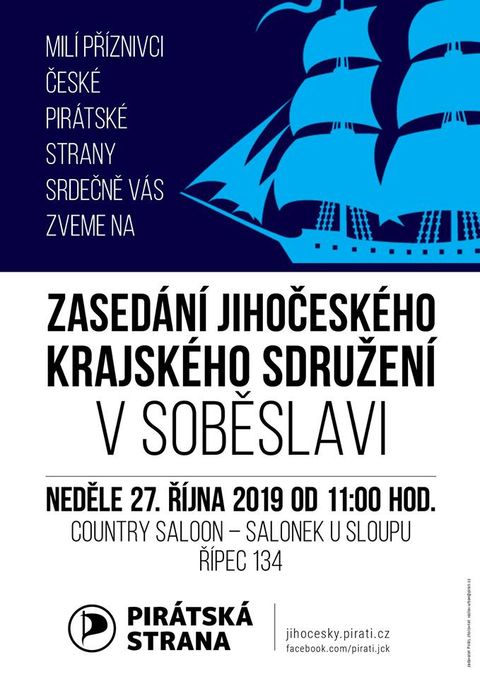 MILÍ PŘÍZNIVCI
ČESKÉ
PIRÁTSKÉ
STRANY
SRDEČNĚ VÁS
ZVEME NA
ZASEDÁNÍ JIHOČESKÉHO
KRAJSKÉHO SDRUŽENÍ
V SOBĚSLAVI
NEDĚLE 27. ŘÍJNA 2019 OD 11:00 HOD.
COUNTRY SALOON – SALONEK U SLOUPU
ŘÍPEC 134
PIRÁTSKÁ
STRANA
jihocesky.pirati.cz
facebook.com/pirati.jck